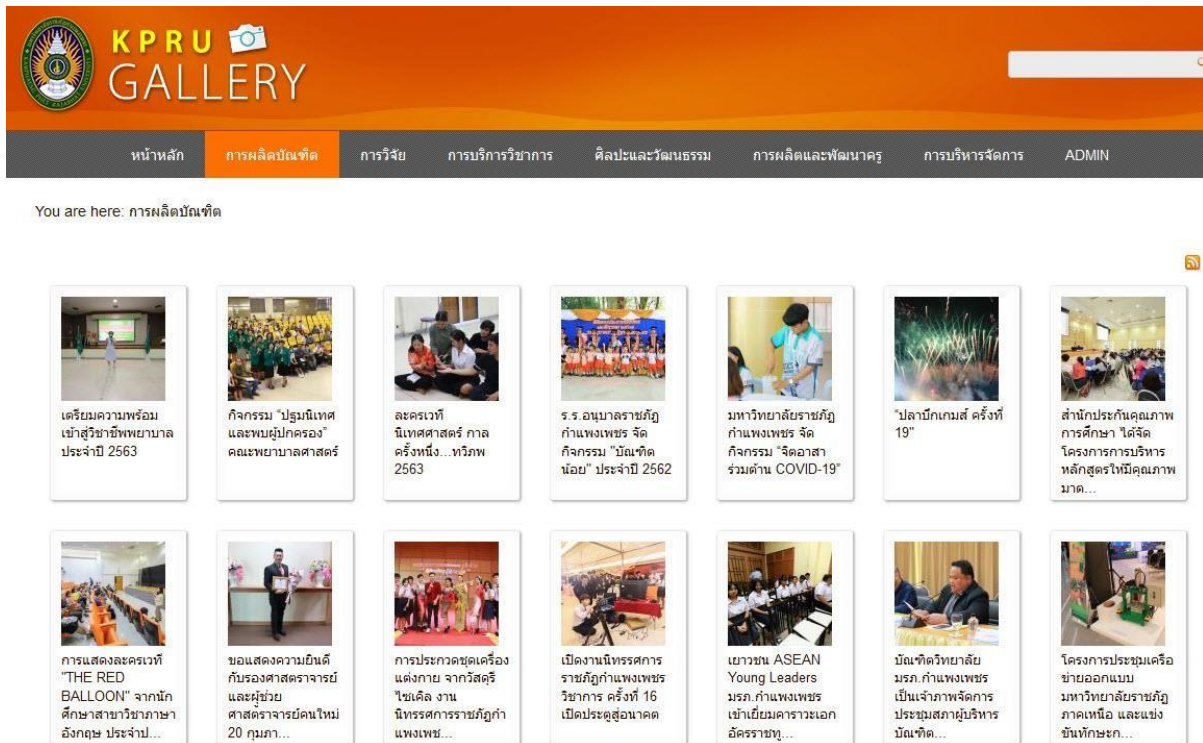 KPRU
GALLERY
หน้าหลัก การผลิตบัณฑิต การวิจัย การบริการวิชาการ ศิลปะและวัฒนธรรม การผลิตและพัฒนาครู การบริหารจัดการ ADMIN
You are here: การผลิตบัณฑิต
เตรียมความพร้อม
เข้าสู่วิชาชีพพยาบาล
ประจำปี 2563
กิจกรรม “ปฐมนิเทศ
และพบผู้ปกครอง”
คณะพยาบาลศาสตร์
ละครเวที
นิเทศศาสตร์ กาล
ครั้งหนึ่ง...ทวิภพ
2563
ร.ร.อนุบาลราชภัฏ
กำแพงเพชร จัด
กิจกรรม "บัณฑิต
น้อย" ประจำปี 2562
มหาวิทยาลัยราชภัฏ
กำแพงเพชร จัด
กิจกรรม “จิตอาสา
ร่วมต้าน COVID-19”
"ปลาบึกเกมส์ ครั้งที่
19"
สำนักประกันคุณภาพ
การศึกษา ได้จัด
โครงการการบริหาร
หลักสูตรให้มีคุณภาพ
มาต...
การแสดงละครเวที
"THE RED
BALLOON" จากนัก
ศึกษาสาขาวิชาภาษา
อังกฤษ ประจำป...
ขอแสดงความยินดี
กับรองศาสตราจารย์
และผู้ช่วย
ศาสตราจารย์คนใหม่
20 กุมภา...
การประกวดชุดเครื่อง
แต่งกาย จากวัสดุรี
ไซเคิล งาน
นิทรรศการราชภัฏกำ
แพงเพช...
เปิดงานนิทรรศการ
ราชภัฏกำแพงเพชร
วิชาการ ครั้งที่ 16
เปิดประตูสู่อนาคต
เยาวชน ASEAN
Young Leaders
มรภ.กำแพงเพชร
เข้าเยี่ยมคาราวะเอก
อัครราชทู...
บัณฑิตวิทยาลัย
มรภ.กำแพงเพชร
เป็นเจ้าภาพจัดการ
ประชุมสภาผู้บริหาร
บัณฑิต...
โครงการประชุมเครือ
ข่ายออกแบบ
มหาวิทยาลัยราชภัฏ
ภาคเหนือ และแข่ง
ขันทักษะก...